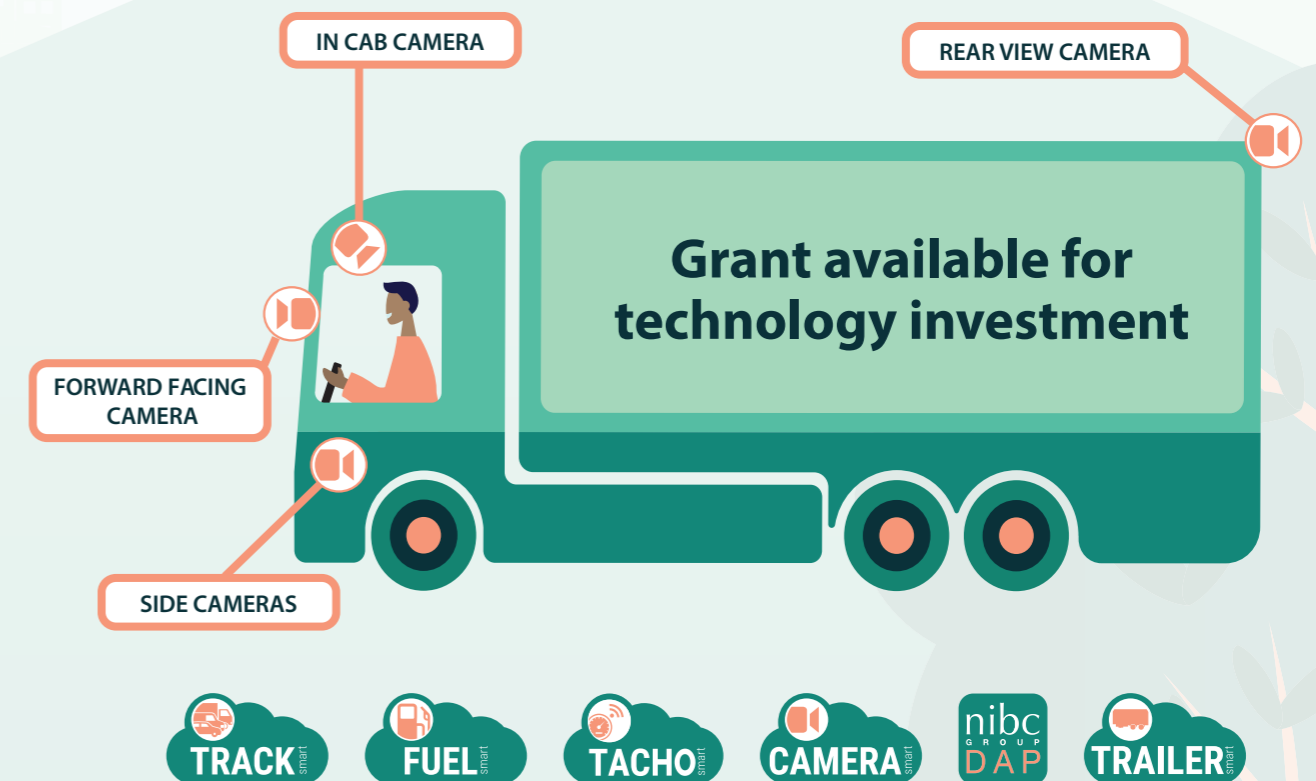 IN CAB CAMERA
REAR VIEW CAMERA
Grant available for
technology investment
FORWARD FACING
CAMERA
SIDE CAMERAS
TRACK smart
FUEL smart
TACHO smart
CAMERA smart
nibc
GROUP
DAP
TRAILER smart